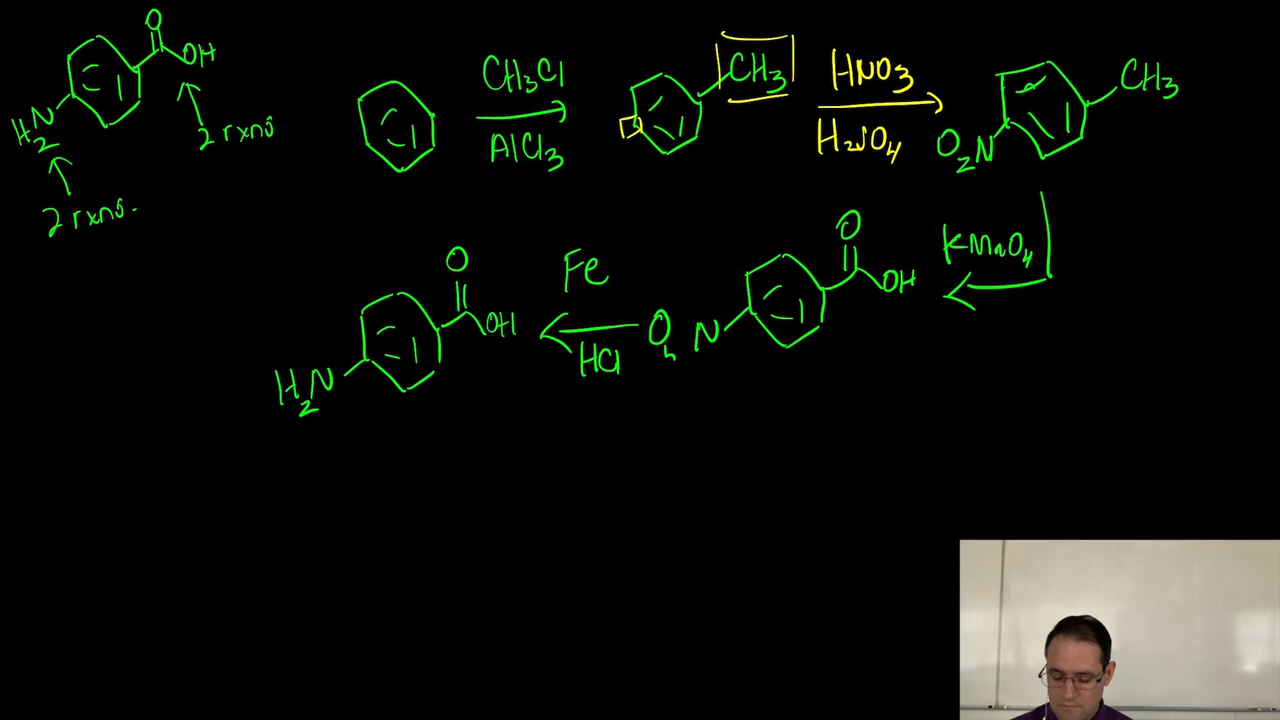 O
OH
H2N
2 rxns
2 rxns.
CH3Cl
AlCl3
CH3
HNO3
H2SO4
CH3
O2N
KMnO4
O
OH
O2N
Fe
HCl
O
OH
H2N